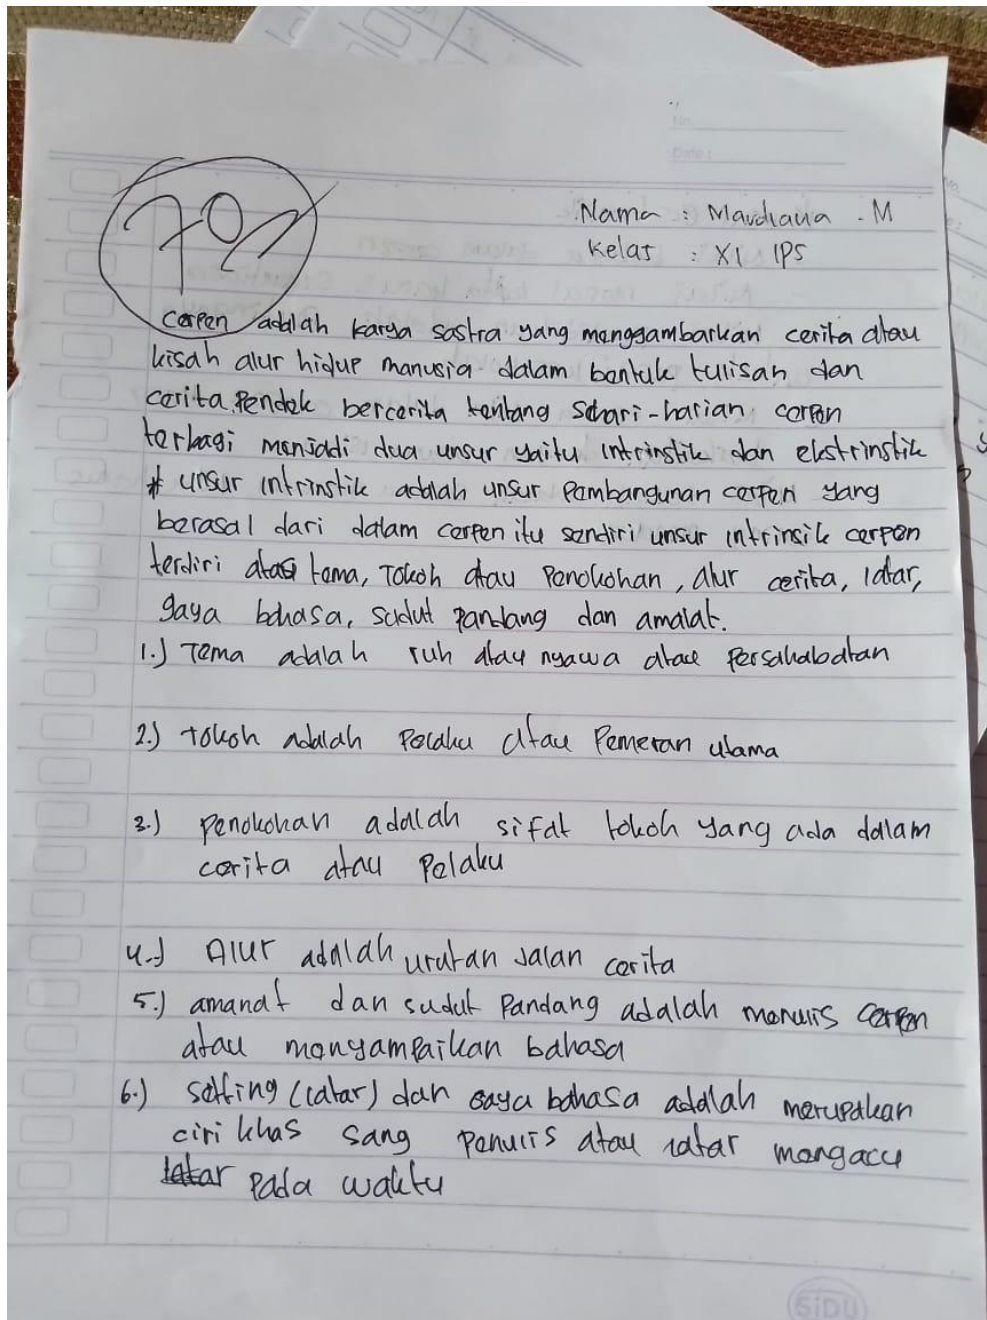 No.
Date :
70
Nama : Mardiana . M
Kelas : XI IPS
cerpen adalah karya sastra yang menggambarkan cerita atau
kisah alur hidup manusia dalam bentuk tulisan dan
cerita pendek bercerita tentang sehari-harian cerpen
terbagi menjadi dua unsur yaitu intrinstik dan ekstrinstik
* unsur intrinstik adalah unsur pembangunan cerpen yang
berasal dari dalam cerpen itu sendiri unsur intrinsik cerpen
terdiri atas tema, Tokoh atau Penokohan, alur cerita, latar,
gaya bahasa, sudut pandang dan amalat.
1.) Tema adalah ruh atau nyawa atau persahabatan
2.) tokoh adalah Pelaku atau Pemeran utama
3.) penokohan adalah sifat tokoh yang ada dalam
cerita atau Pelaku
4.) Alur adalah urutan jalan cerita
5.) amanat dan sudut Pandang adalah menulis cerpen
atau menyampaikan bahasa
6.) setting (latar) dan gaya bahasa adalah merupakan
ciri khas sang penulis atau latar mengacu
latar pada waktu
SiDU